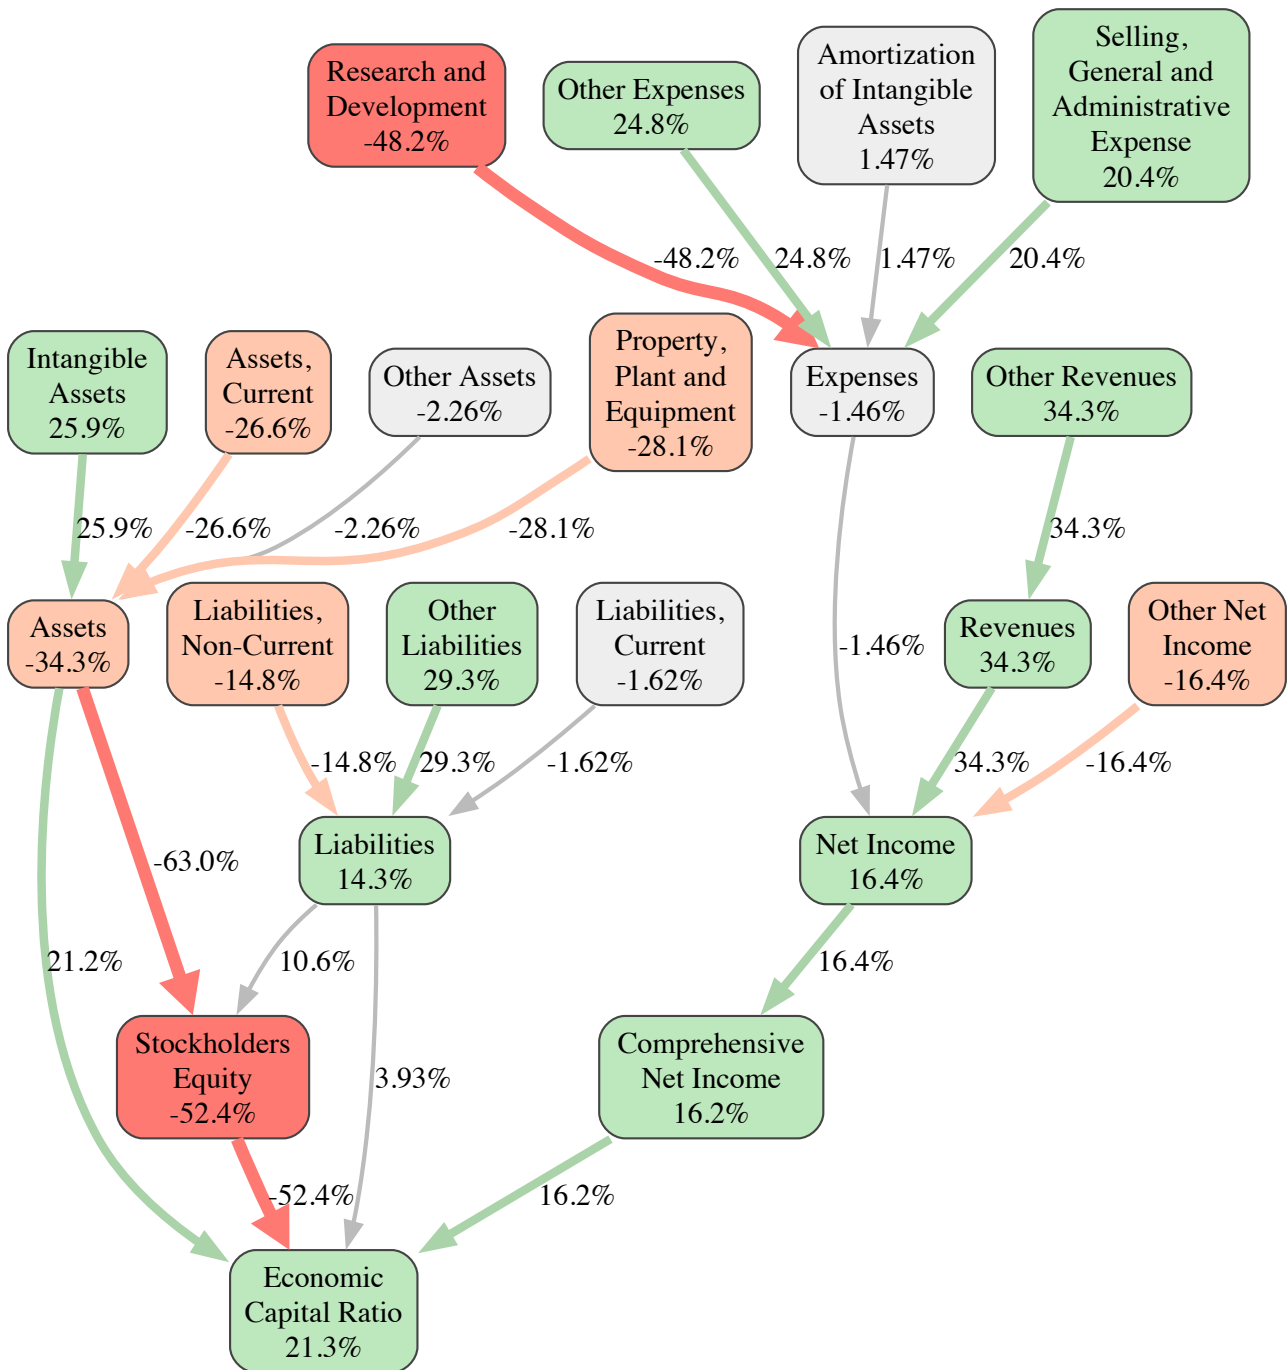 Research and
Development
-48.2%
Other Expenses
24.8%
Amortization
of Intangible
Assets
1.47%
Selling,
General and
Administrative
Expense
20.4%
-48.2%
24.8%
1.47%
20.4%
Intangible
Assets
25.9%
Assets,
Current
-26.6%
Other Assets
-2.26%
Property,
Plant and
Equipment
-28.1%
Expenses
-1.46%
Other Revenues
34.3%
25.9%
-26.6%
-2.26%
-28.1%
34.3%
Assets
-34.3%
Liabilities,
Non-Current
-14.8%
Other
Liabilities
29.3%
Liabilities,
Current
-1.62%
-1.46%
Revenues
34.3%
Other Net
Income
-16.4%
-14.8%
29.3%
-1.62%
34.3%
-16.4%
-63.0%
Liabilities
14.3%
Net Income
16.4%
21.2%
10.6%
16.4%
Stockholders
Equity
-52.4%
3.93%
Comprehensive
Net Income
16.2%
-52.4%
16.2%
Economic
Capital Ratio
21.3%